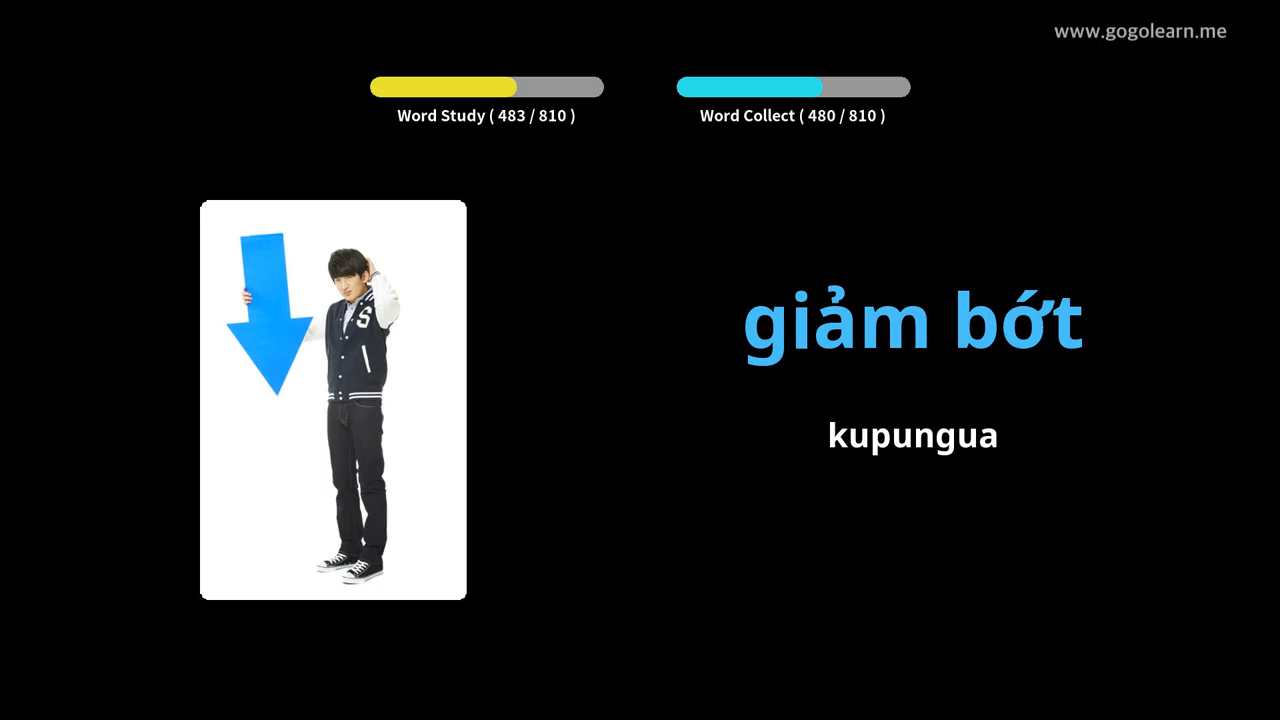 www.gogolearn.me
Word Study ( 483 / 810 )
Word Collect ( 480 / 810 )
S
giảm bớt
kupungua